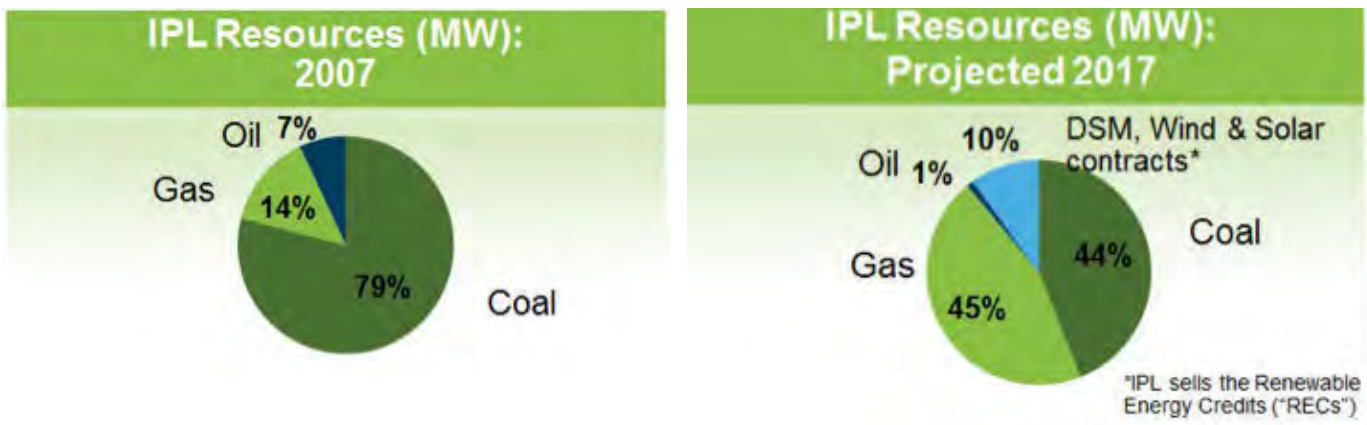 IPL Resources (MW):
2007
Oil 7%
Gas
14%
79%
Coal
IPL Resources (MW):
Projected 2017
10%
DSM, Wind & Solar
contracts*
Oil 1%
Gas
Coal
44%
45%
*IPL sells the Renewable
Energy Credits ("RECs")